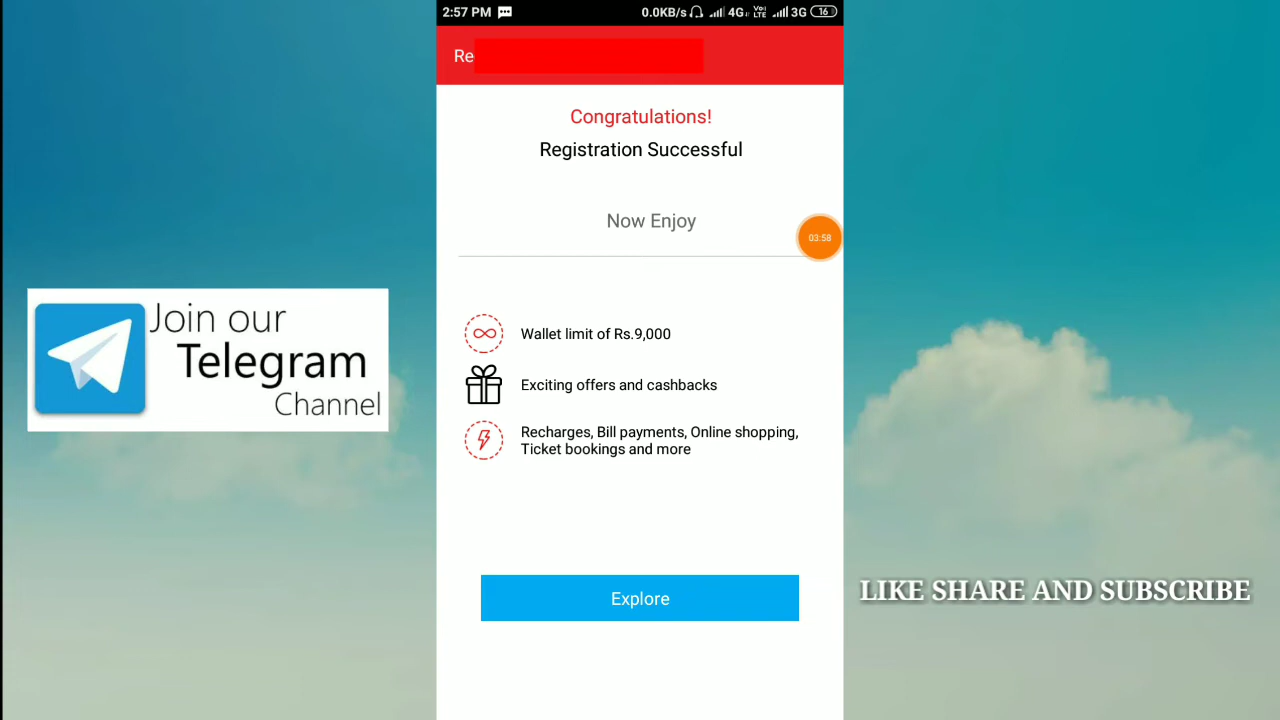 2:57 PM
0.0KB/s 4G Vo) LTE 3G 16
Re
Congratulations!
Registration Successful
Now Enjoy
03:58
Wallet limit of Rs.9,000
Exciting offers and cashbacks
Recharges, Bill payments, Online shopping,
Ticket bookings and more
Explore
Join our
Telegram
Channel
LIKE SHARE AND SUBSCRIBE